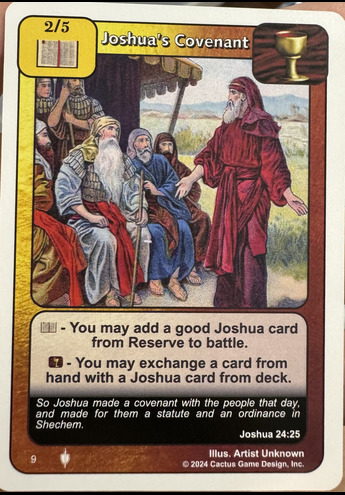 2/5
Joshua's Covenant
- You may add a good Joshua card
from Reserve to battle.
- You may exchange a card from
hand with a Joshua card from deck.
So Joshua made a covenant with the people that day,
and made for them a statute and an ordinance in
Shechem.
Joshua 24:25
Illus. Artist Unknown
9
© 2024 Cactus Game Design, Inc.